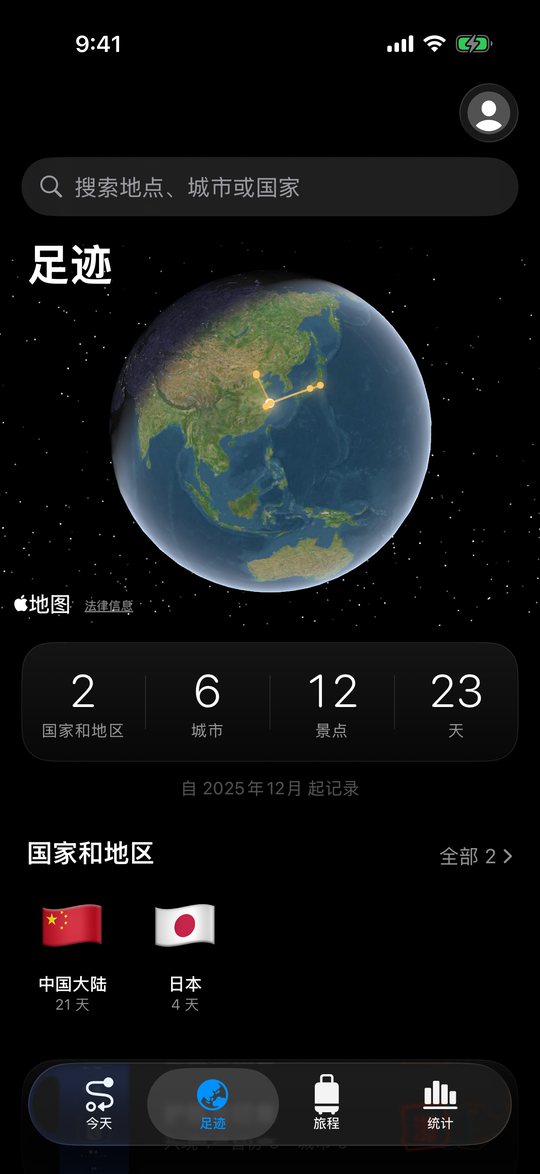 9:41
搜索地点、城市或国家
足迹
地图 法律信息
2 6 12 23
国家和地区 城市 景点 天
自 2025年12月 起记录
国家和地区 全部 2
中国大陆 日本
21 天 4 天
今天 足迹 旅程 统计